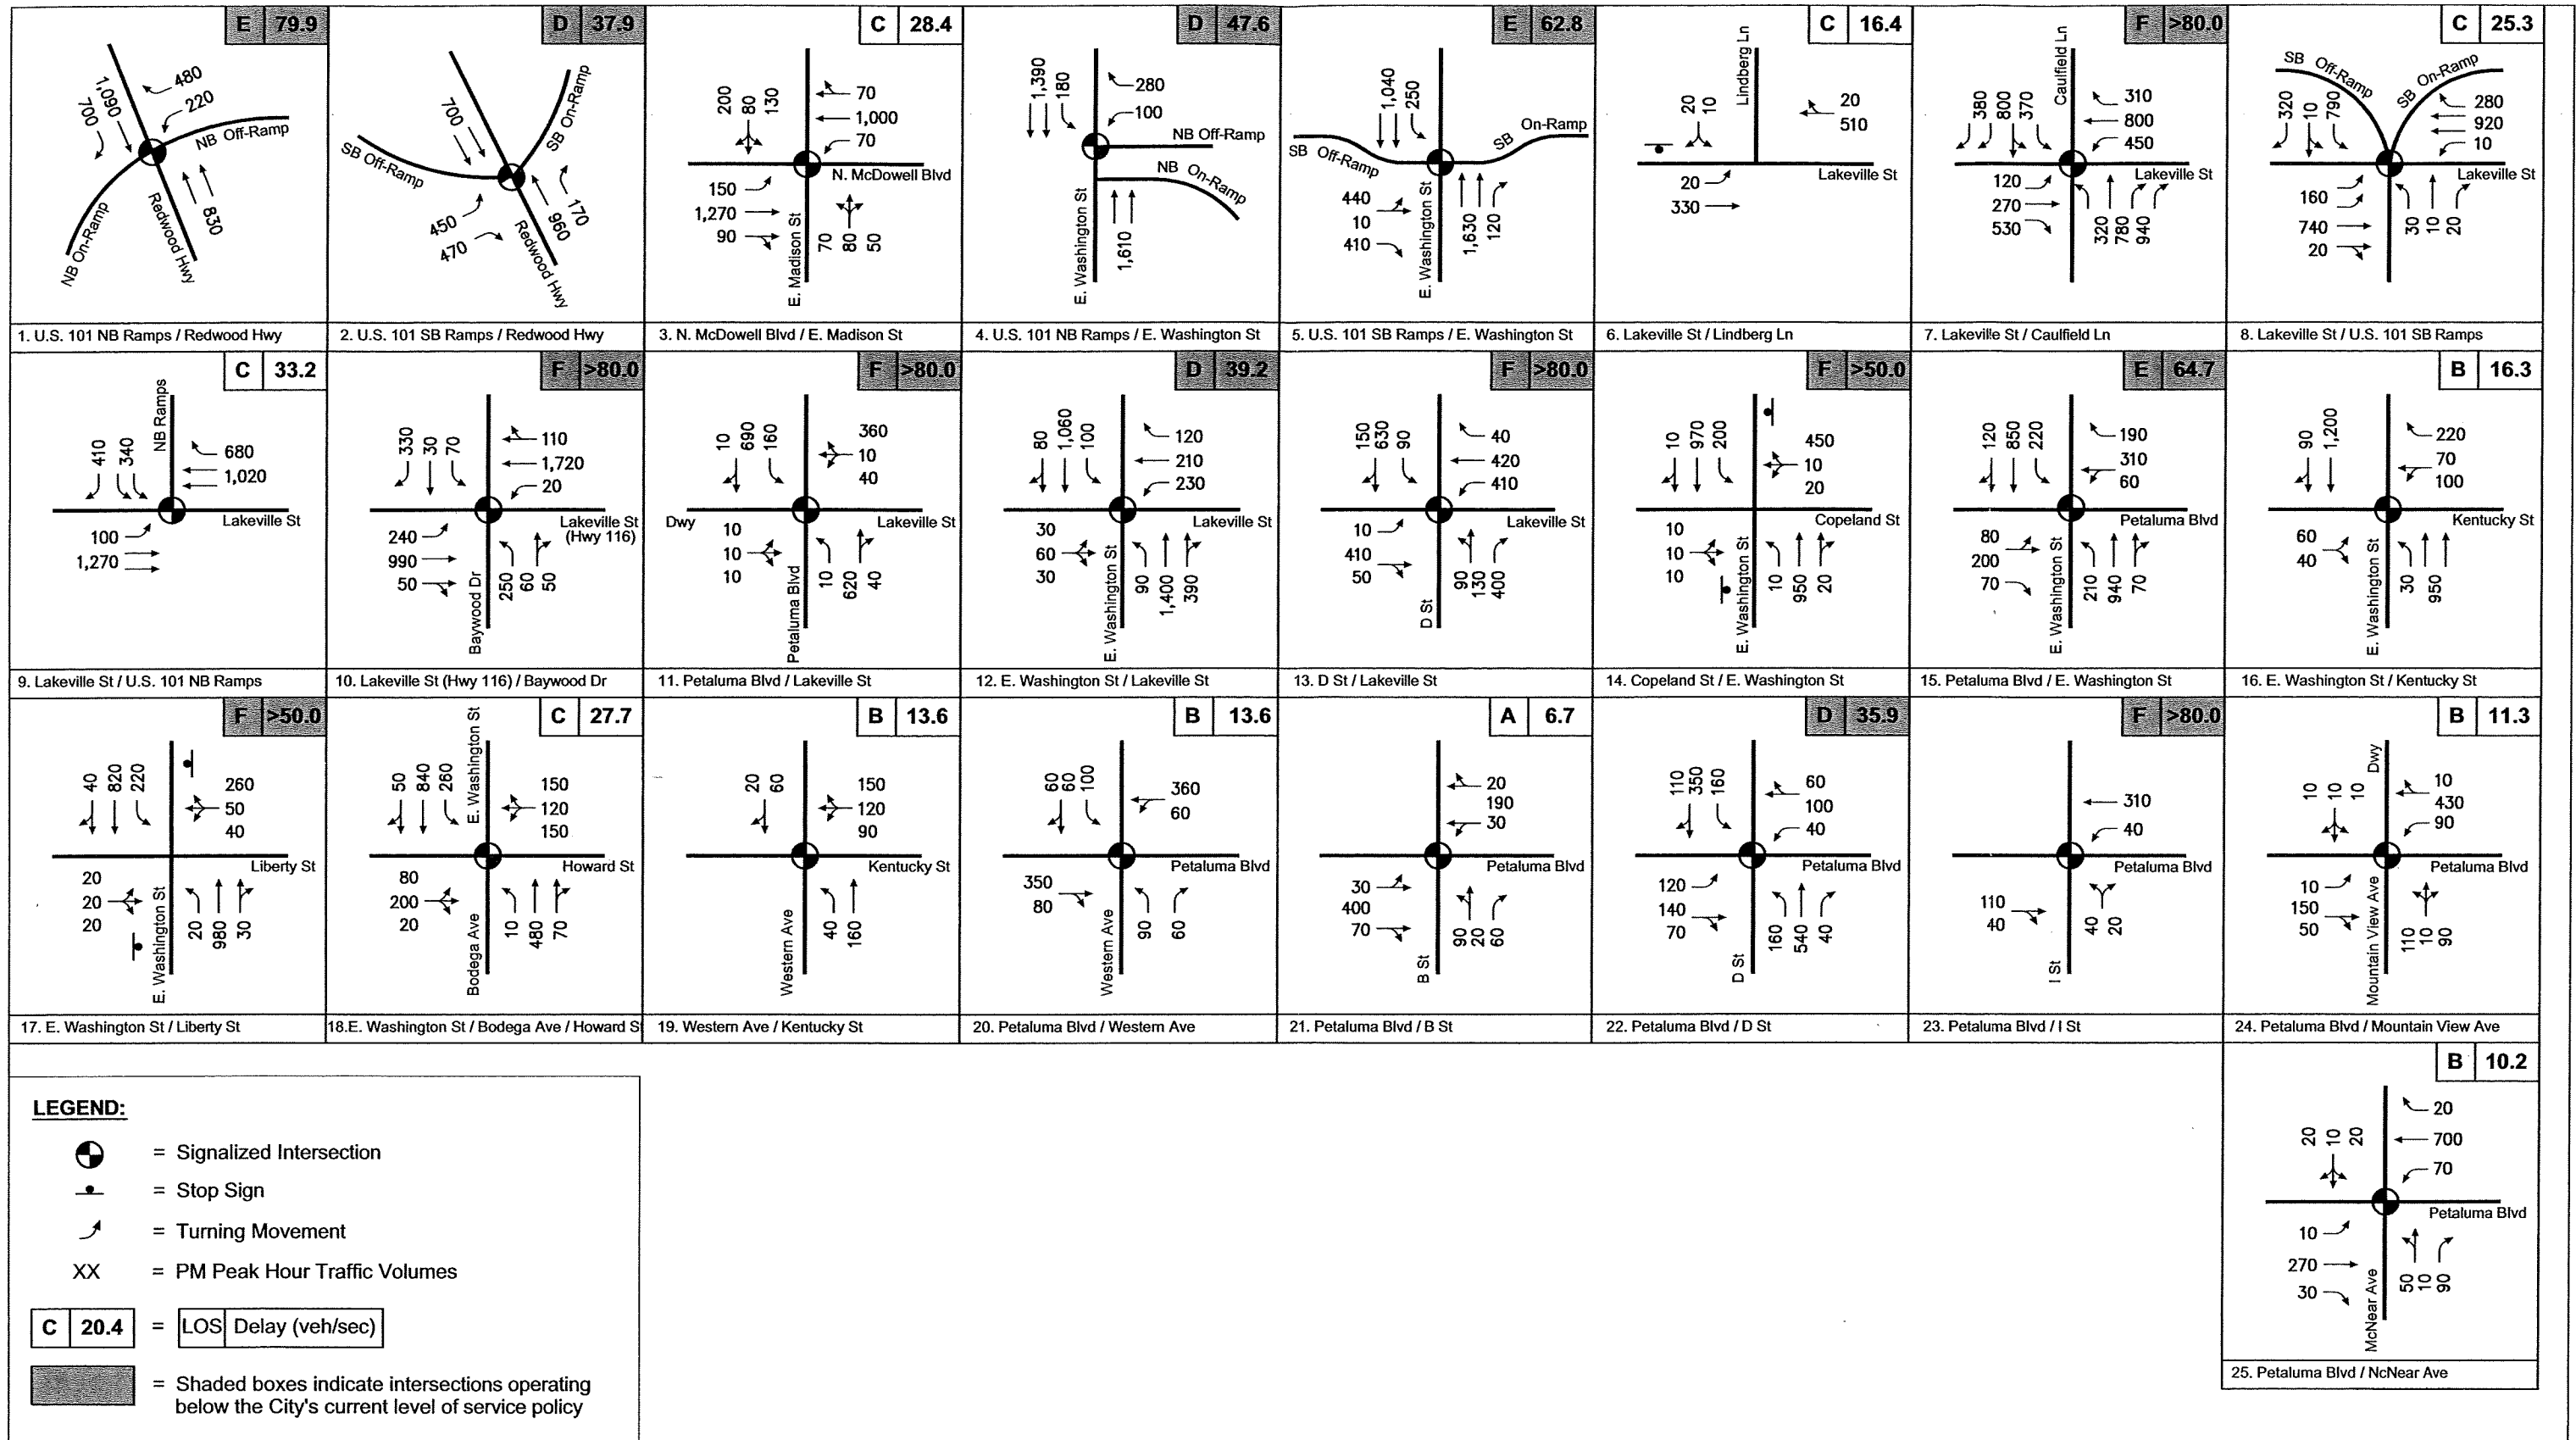 E 79.9
480
220
1,090
700
NB Off-Ramp
NB On-Ramp
Redwood Hwy
830
1. U.S. 101 NB Ramps / Redwood Hwy
D 37.9
700
SB On-Ramp
SB Off-Ramp
450
470
170
960
Redwood Hwy
2. U.S. 101 SB Ramps / Redwood Hwy
C 28.4
200 80 130
70
1,000
70
N. McDowell Blvd
150
1,270
90
E. Madison St
70 80 50
3. N. McDowell Blvd / E. Madison St
D 47.6
1,390 180
280
100
NB Off-Ramp
NB On-Ramp
E. Washington St
1,610
4. U.S. 101 NB Ramps / E. Washington St
E 62.8
1,040 250
SB On-Ramp
SB Off-Ramp
440
10
410
E. Washington St
1,630 120
5. U.S. 101 SB Ramps / E. Washington St
C 16.4
Lindberg Ln
20 10
20
510
20
330
Lakeville St
6. Lakeville St / Lindberg Ln
F >80.0
Caulfield Ln
380 800 370
310
800
450
120
270
530
Lakeville St
320 780 940
7. Lakeville St / Caulfield Ln
C 25.3
SB Off-Ramp
SB On-Ramp
320 10 790
280
920
10
160
740
20
Lakeville St
30 10 20
8. Lakeville St / U.S. 101 SB Ramps
C 33.2
NB Ramps
410 340
680
1,020
100
1,270
Lakeville St
9. Lakeville St / U.S. 101 NB Ramps
F >80.0
330 30 70
110
1,720
20
Lakeville St
(Hwy 116)
240
990
50
Baywood Dr
250 60 50
10. Lakeville St (Hwy 116) / Baywood Dr
F >80.0
10 690 160
360
10
40
Dwy
Lakeville St
10
10
10
Petaluma Blvd
10 620 40
11. Petaluma Blvd / Lakeville St
D 39.2
80 1,060 100
120
210
230
Lakeville St
30
60
30
E. Washington St
90 1,400 390
12. E. Washington St / Lakeville St
F >80.0
150 630 90
40
420
410
Lakeville St
10
410
50
D St
90 130 400
13. D St / Lakeville St
F >50.0
10 970 200
450
10
20
Copeland St
10
10
10
E. Washington St
10 950 20
14. Copeland St / E. Washington St
E 64.7
120 850 220
190
310
60
Petaluma Blvd
80
200
70
E. Washington St
210 940 70
15. Petaluma Blvd / E. Washington St
B 16.3
90 1,200
220
70
100
Kentucky St
60
40
E. Washington St
30 950
16. E. Washington St / Kentucky St
F >50.0
40 820 220
260
50
40
Liberty St
20
20
20
E. Washington St
20 980 30
17. E. Washington St / Liberty St
C 27.7
E. Washington St
50 840 260
150
120
150
Howard St
80
200
20
Bodega Ave
10 480 70
18.E. Washington St / Bodega Ave / Howard S
B 13.6
20 60
150
120
90
Kentucky St
Western Ave
40 160
19. Western Ave / Kentucky St
B 13.6
60 60 100
360
60
Petaluma Blvd
350
80
Western Ave
90 60
20. Petaluma Blvd / Western Ave
A 6.7
20
190
30
Petaluma Blvd
30
400
70
B St
90 20 60
21. Petaluma Blvd / B St
D 35.9
110 350 160
60
100
40
Petaluma Blvd
120
140
70
D St
160 540 40
22. Petaluma Blvd / D St
F >80.0
310
40
Petaluma Blvd
110
40
I St
40 20
23. Petaluma Blvd / I St
B 11.3
Dwy
10 10 10
10
430
90
Petaluma Blvd
10
150
50
Mountain View Ave
110 10 90
24. Petaluma Blvd / Mountain View Ave
B 10.2
20 10 20
20
700
70
Petaluma Blvd
10
270
30
McNear Ave
50 10 90
25. Petaluma Blvd / NcNear Ave
LEGEND:
= Signalized Intersection
= Stop Sign
= Turning Movement
XX = PM Peak Hour Traffic Volumes
C 20.4 = LOS Delay (veh/sec)
= Shaded boxes indicate intersections operating
below the City's current level of service policy